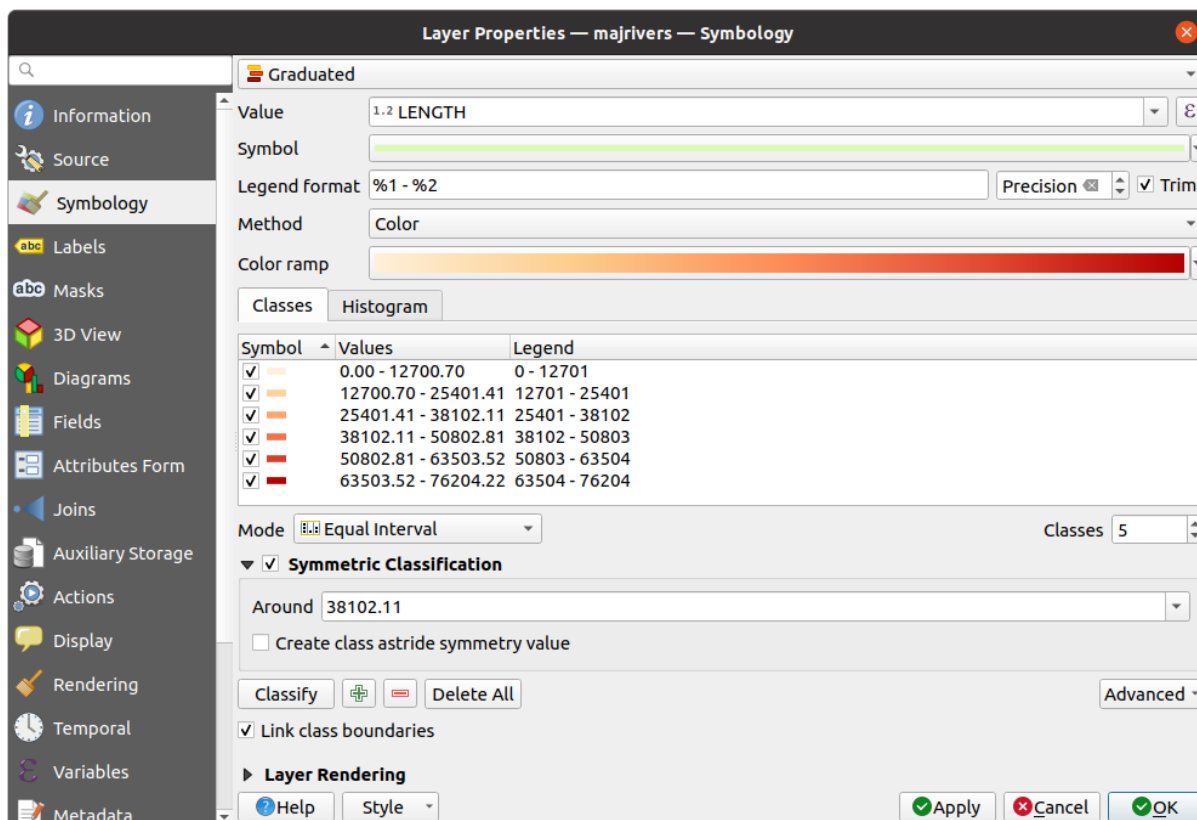 Layer Properties — majrivers — Symbology
Information
Source
Symbology
abc Labels
abc Masks
3D View
Diagrams
Fields
Attributes Form
Joins
Auxiliary Storage
Actions
Display
Rendering
Temporal
ε Variables
Metadata
Graduated
Value 1.2 LENGTH ε
Symbol
Legend format %1 - %2 Precision Trim
Method Color
Color ramp
Classes Histogram
Symbol Values Legend
0.00 - 12700.70 0 - 12701
12700.70 - 25401.41 12701 - 25401
25401.41 - 38102.11 25401 - 38102
38102.11 - 50802.81 38102 - 50803
50802.81 - 63503.52 50803 - 63504
63503.52 - 76204.22 63504 - 76204
Mode Equal Interval Classes 5
Symmetric Classification
Around 38102.11
Create class astride symmetry value
Classify Delete All Advanced
Link class boundaries
Layer Rendering
Help Style Apply Cancel OK